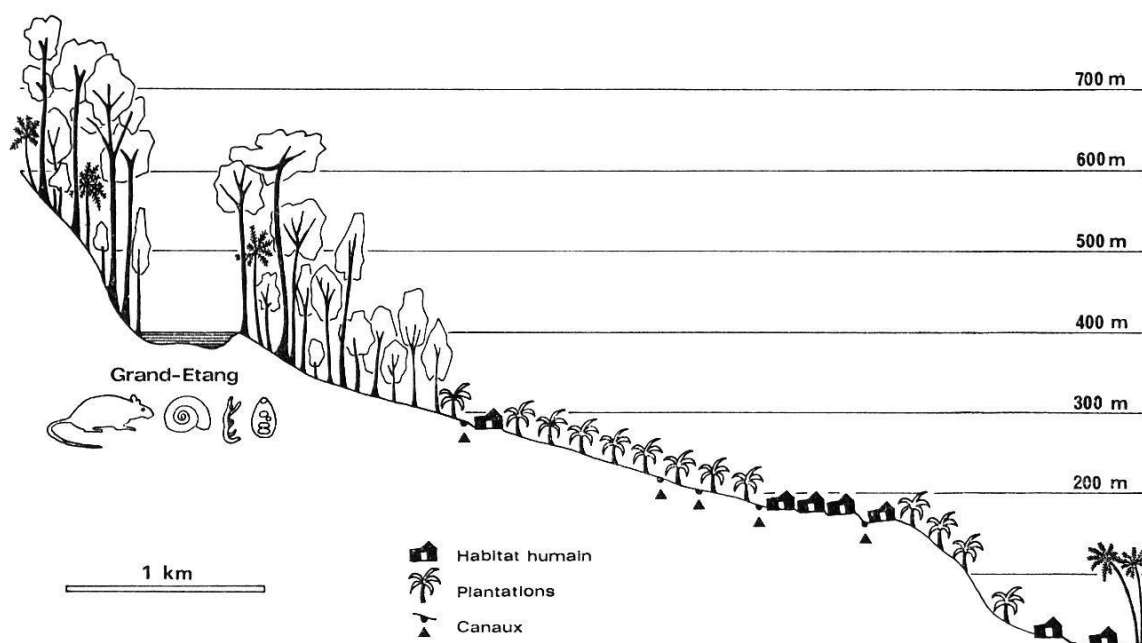 700 m
600 m
500 m
400 m
Grand-Etang
300 m
200 m
1 km
Habitat humain
Plantations
Canaux